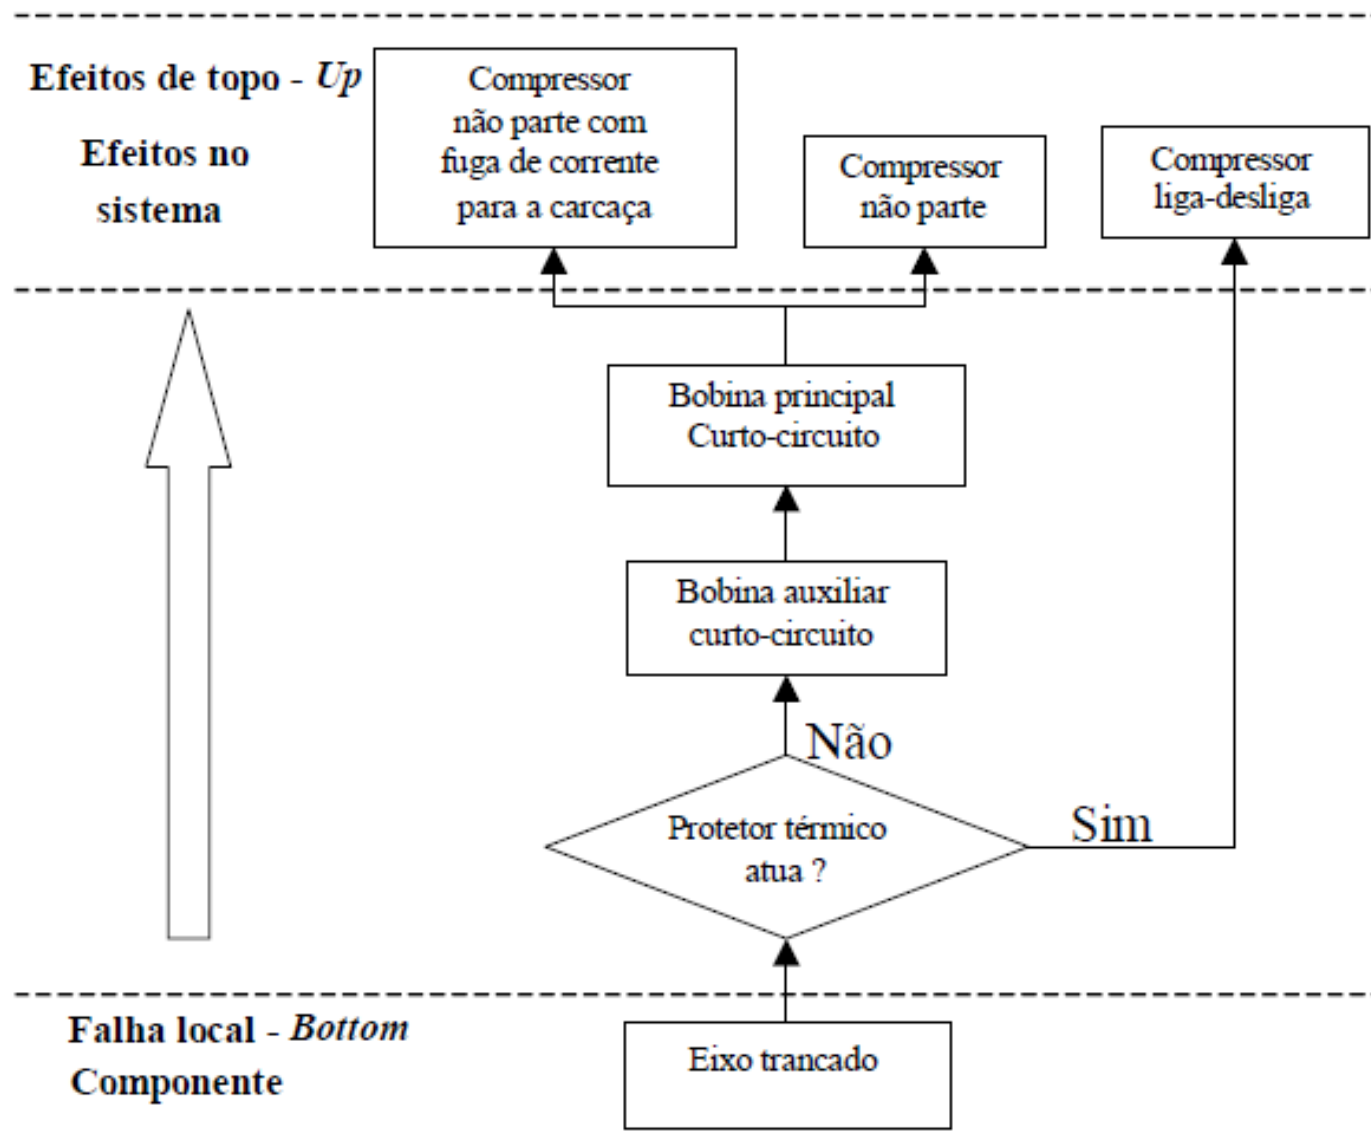 Efeitos de topo - Up
Efeitos no
sistema
Compressor
não parte com
fuga de corrente
para a carcaça
Compressor
não parte
Compressor
liga-desliga
Bobina principal
Curto-circuito
Bobina auxiliar
curto-circuito
Não
Sim
Protetor térmico
atua ?
Falha local - Bottom
Componente
Eixo trancado